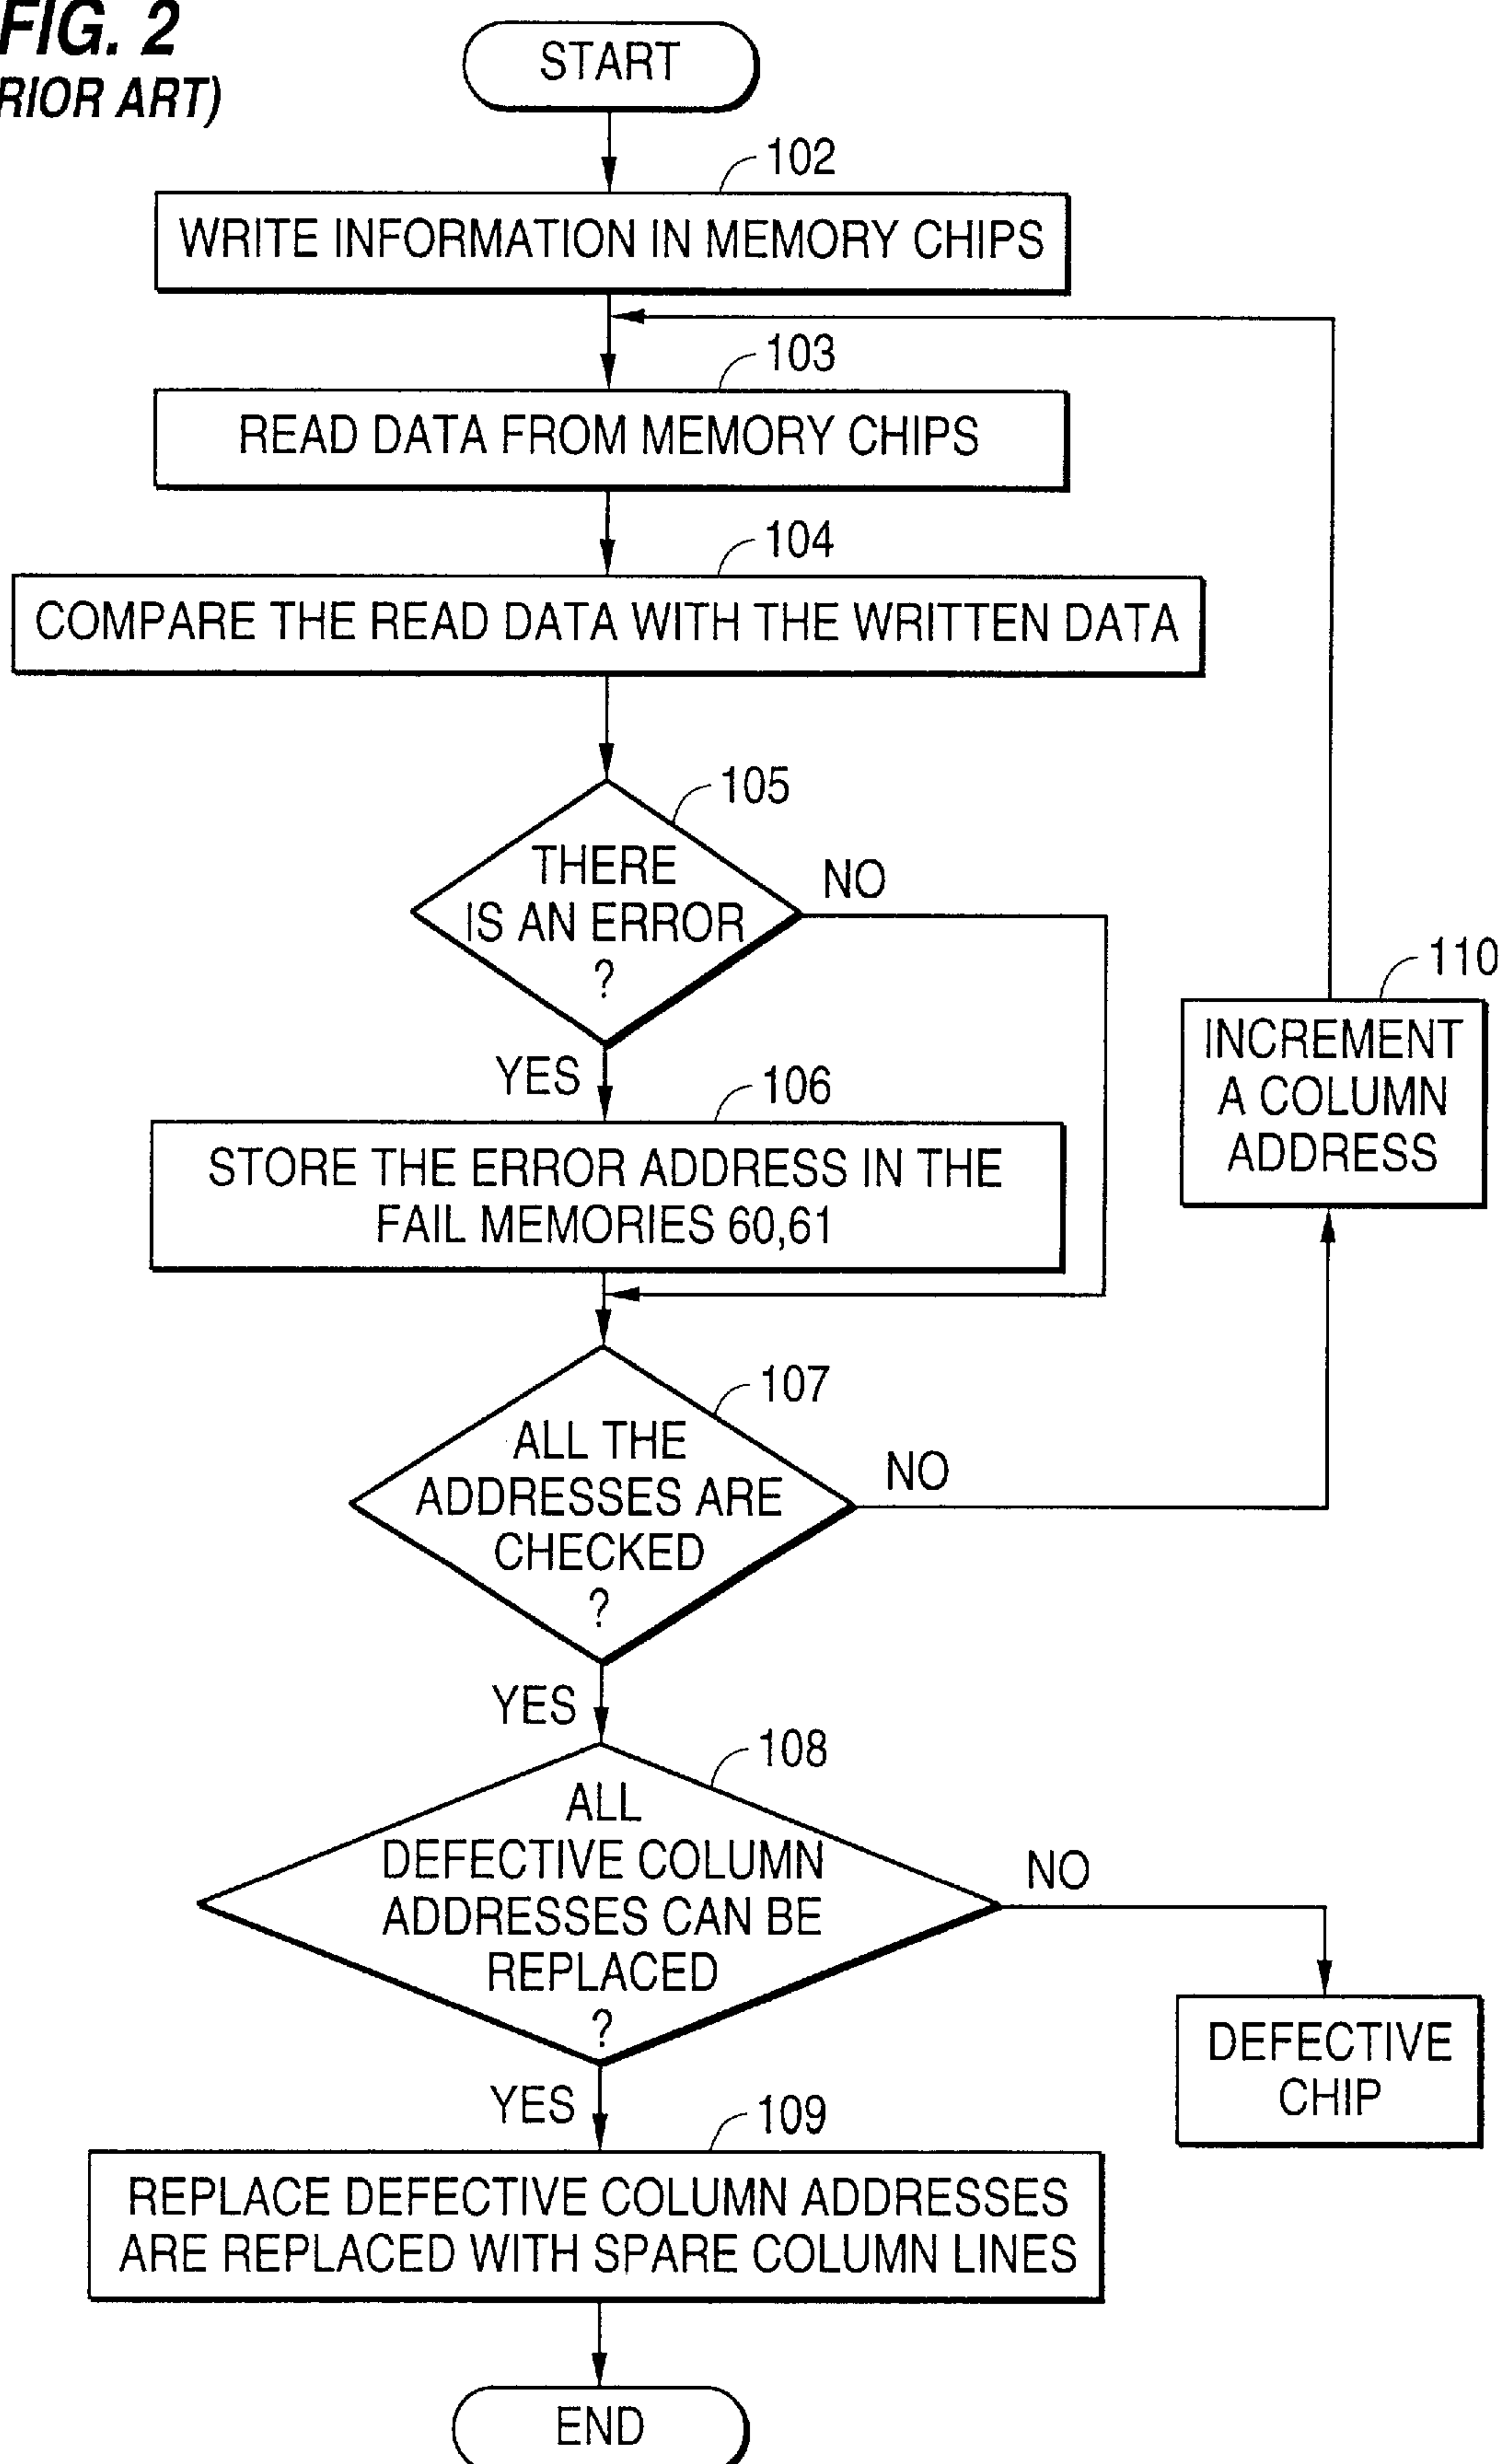 FIG. 2
RIOR ART)
START
102
WRITE INFORMATION IN MEMORY CHIPS
103
READ DATA FROM MEMORY CHIPS
104
COMPARE THE READ DATA WITH THE WRITTEN DATA
105
THERE
IS AN ERROR
?
NO
YES
110
INCREMENT
A COLUMN
ADDRESS
106
STORE THE ERROR ADDRESS IN THE
FAIL MEMORIES 60,61
107
ALL THE
ADDRESSES ARE
CHECKED
?
NO
YES
108
ALL
DEFECTIVE COLUMN
ADDRESSES CAN BE
REPLACED
?
NO
DEFECTIVE
CHIP
YES
109
REPLACE DEFECTIVE COLUMN ADDRESSES
ARE REPLACED WITH SPARE COLUMN LINES
END